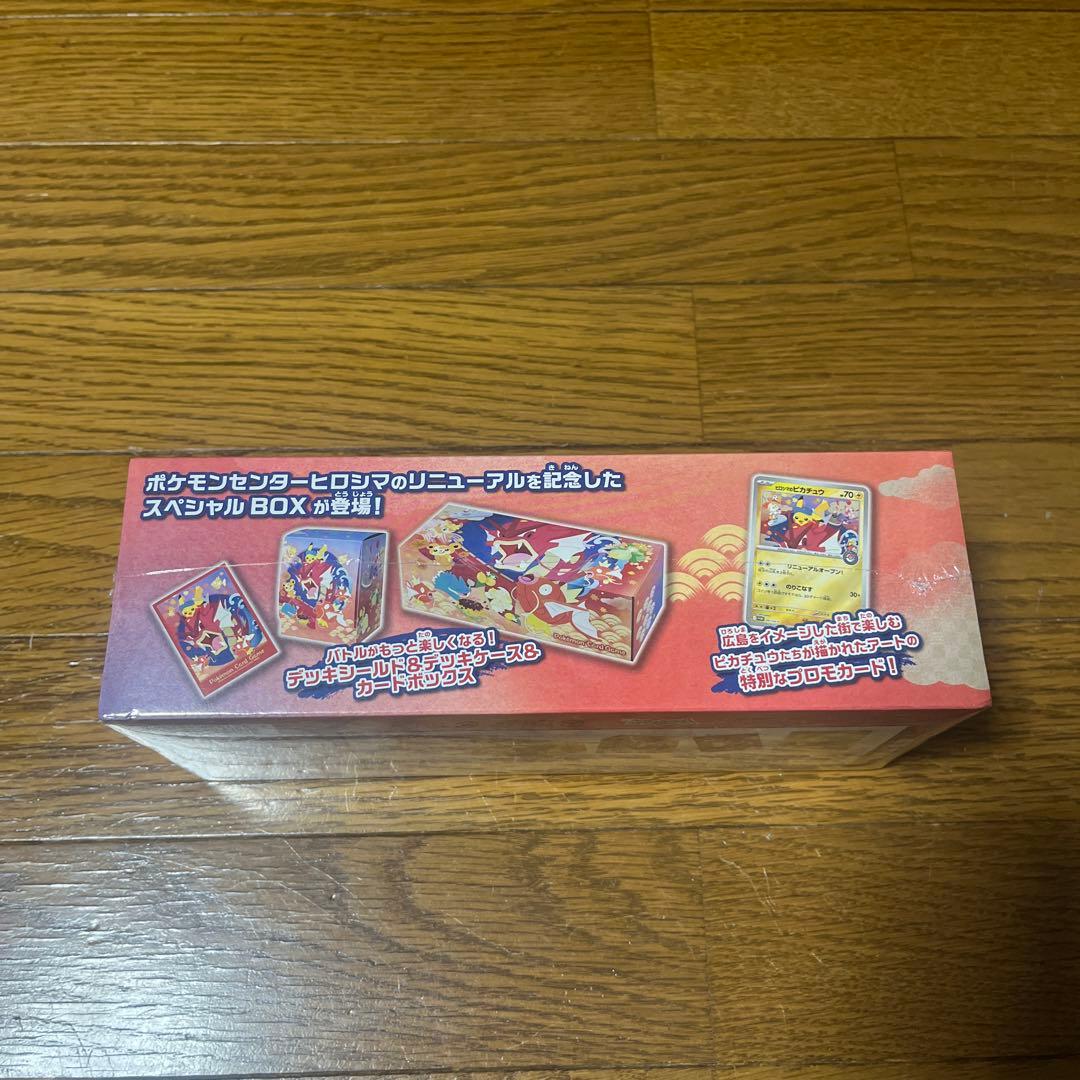 ポケモンセンターヒロシマのリニューアルを記念した
スペシャルBOXが登場!
バトルがもっと楽しくなる!
デッキシールド&デッキケース&
カードボックス
Pokémon Card Game
Pokémon Card Game
ヒロシマのピカチュウ
HP70
リニューアルオープン!
のりこなす
30+
広島をイメージした街で楽しむ
ピカチュウたちが描かれたアートの
特別なプロモカード!